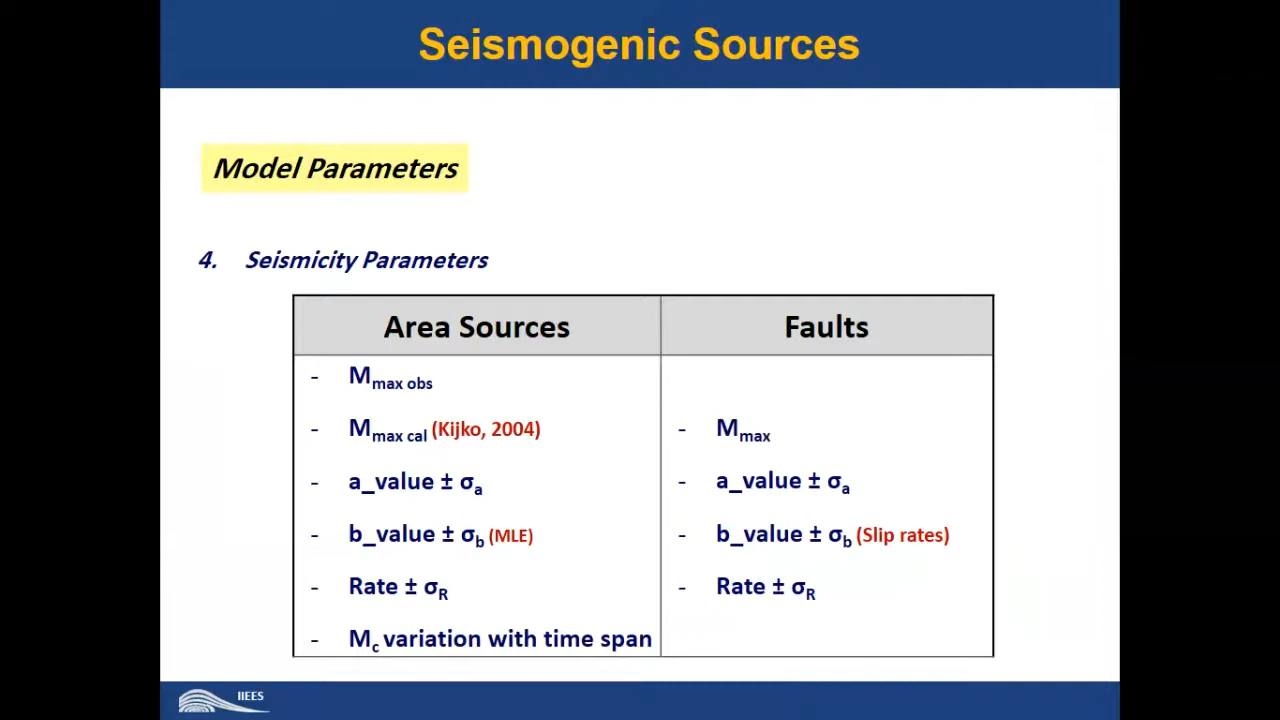 Seismogenic Sources
Model Parameters
4. Seismicity Parameters
Area Sources
Faults
- Mmax obs
- Mmax cal (Kijko, 2004)
- Mmax
- a_value ± σa
- a_value ± σa
- b_value ± σb (MLE)
- b_value ± σb (Slip rates)
- Rate ± σR
- Rate ± σR
- Mc variation with time span
IIEES